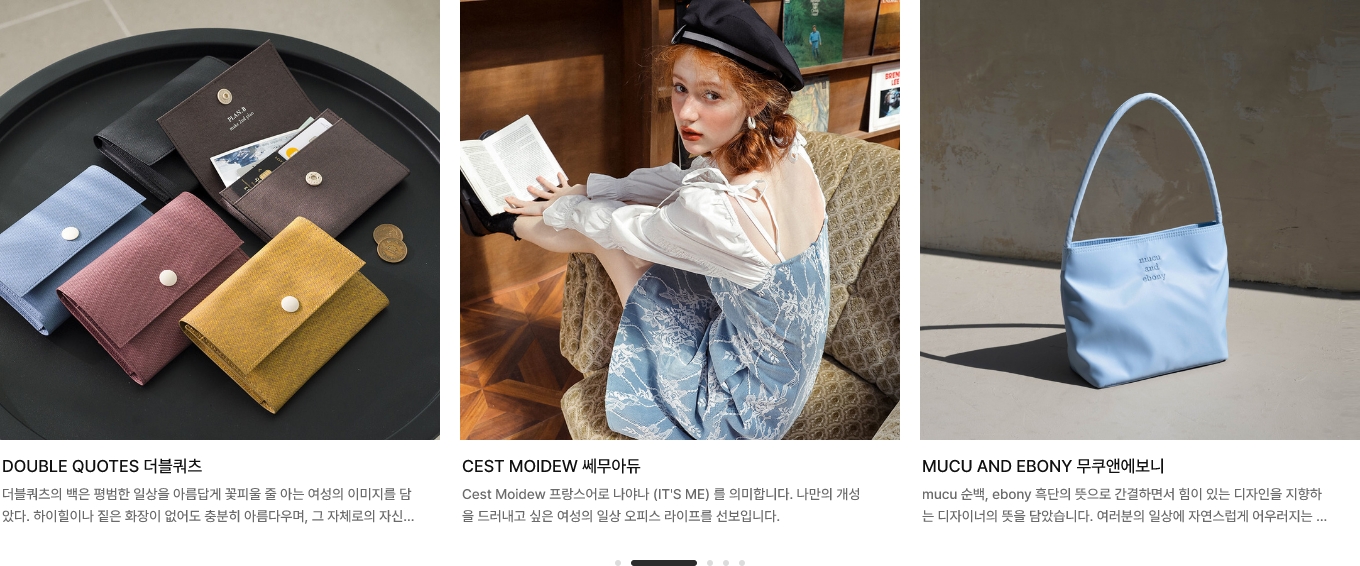 PLAN B
make 2nd plan
BREN
LEE
mucu
and
ebony
DOUBLE QUOTES 더블쿼츠
더블쿼츠의 백은 평범한 일상을 아름답게 꽃피울 줄 아는 여성의 이미지를 담
았다. 하이힐이나 짙은 화장이 없어도 충분히 아름다우며, 그 자체로의 자신...
CEST MOIDEW 쎄무아듀
Cest Moidew 프랑스어로 나야나 (IT'S ME) 를 의미합니다. 나만의 개성
을 드러내고 싶은 여성의 일상 오피스 라이프를 선보입니다.
MUCU AND EBONY 무쿠앤에보니
mucu 순백, ebony 흑단의 뜻으로 간결하면서 힘이 있는 디자인을 지향하
는 디자이너의 뜻을 담았습니다. 여러분의 일상에 자연스럽게 어우러지는 ...